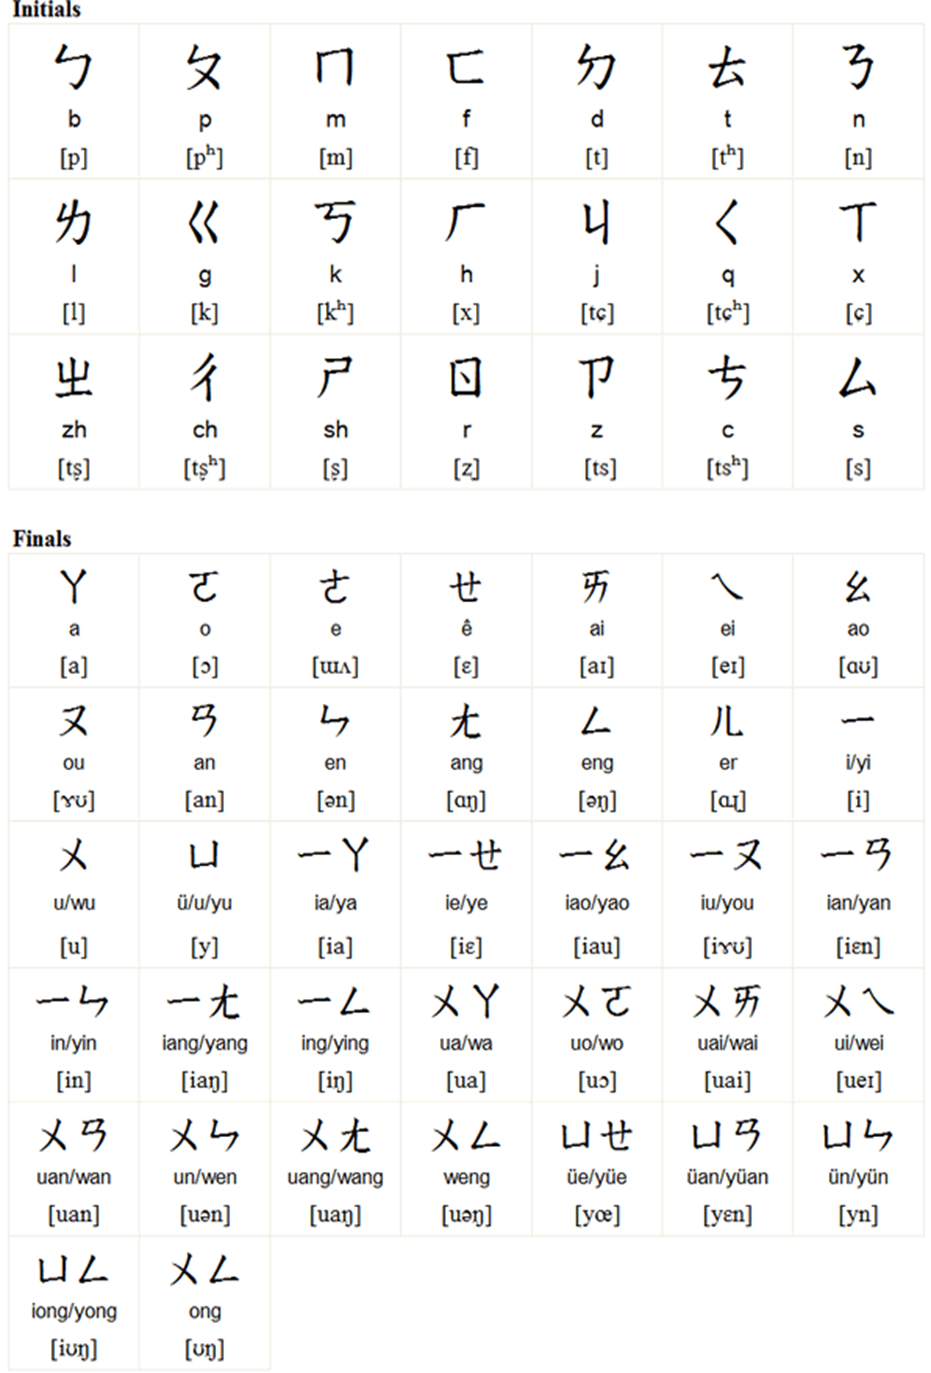 Initials
ㄅ ㄆ ㄇ ㄈ ㄉ ㄊ ㄋ
b p m f d t n
[p] [pʰ] [m] [f] [t] [tʰ] [n]
ㄌ ㄍ ㄎ ㄏ ㄐ ㄑ ㄒ
l g k h j q x
[l] [k] [kʰ] [x] [tɕ] [tɕʰ] [ɕ]
ㄓ ㄔ ㄕ ㄖ ㄗ ㄘ ㄙ
zh ch sh r z c s
[tʂ] [tʂʰ] [ʂ] [ʐ] [ts] [tsʰ] [s]
Finals
ㄚ ㄛ ㄜ ㄝ ㄞ ㄟ ㄠ
a o e ê ai ei ao
[a] [ɔ] [ɯʌ] [ɛ] [aɪ] [eɪ] [ɑʊ]
ㄡ ㄢ ㄣ ㄤ ㄥ ㄦ ㄧ
ou an en ang eng er i/yi
[ɤʊ] [an] [ən] [ɑŋ] [əŋ] [ɑɻ] [i]
ㄨ ㄩ ㄧㄚ ㄧㄝ ㄧㄠ ㄧㄡ ㄧㄢ
u/wu ü/u/yu ia/ya ie/ye iao/yao iu/you ian/yan
[u] [y] [ia] [iɛ] [iau] [iɤʊ] [iɛn]
ㄧㄣ ㄧㄤ ㄧㄥ ㄨㄚ ㄨㄛ ㄨㄞ ㄨㄟ
in/yin iang/yang ing/ying ua/wa uo/wo uai/wai ui/wei
[in] [iaŋ] [iŋ] [ua] [uɔ] [uai] [ueɪ]
ㄨㄢ ㄨㄣ ㄨㄤ ㄨㄥ ㄩㄝ ㄩㄢ ㄩㄣ
uan/wan un/wen uang/wang weng üe/yüe üan/yüan ün/yün
[uan] [uən] [uaŋ] [uəŋ] [yœ] [yɛn] [yn]
ㄩㄥ ㄨㄥ
iong/yong ong
[iʊŋ] [ʊŋ]